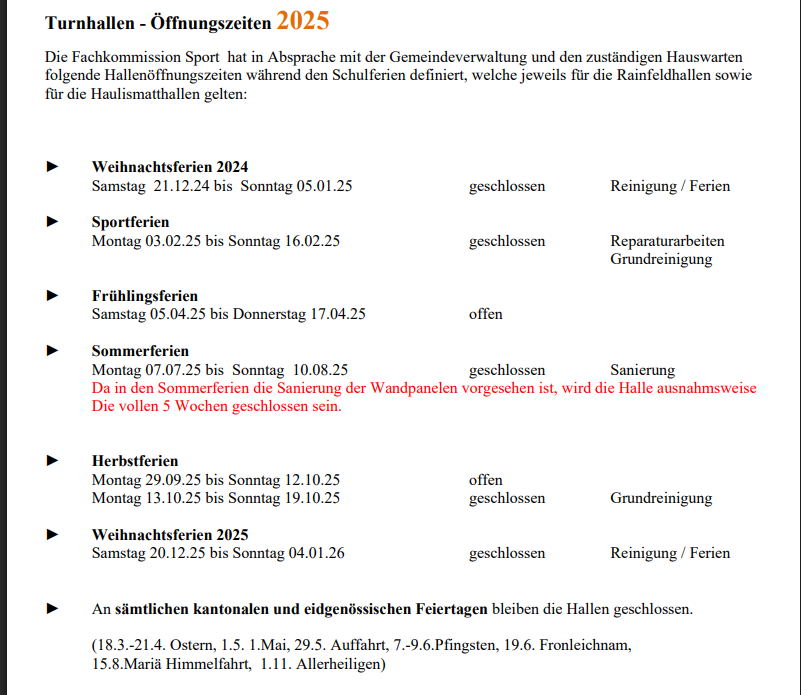 Turnhallen - Öffnungszeiten 2025
Die Fachkommission Sport hat in Absprache mit der Gemeindeverwaltung und den zuständigen Hauswarten
folgende Hallenöffnungszeiten während den Schulferien definiert, welche jeweils für die Rainfeldhallen sowie
für die Haulismatthallen gelten:
► Weihnachtsferien 2024
Samstag 21.12.24 bis Sonntag 05.01.25 geschlossen Reinigung / Ferien
► Sportferien
Montag 03.02.25 bis Sonntag 16.02.25 geschlossen Reparaturarbeiten
Grundreinigung
► Frühlingsferien
Samstag 05.04.25 bis Donnerstag 17.04.25 offen
► Sommerferien
Montag 07.07.25 bis Sonntag 10.08.25 geschlossen Sanierung
Da in den Sommerferien die Sanierung der Wandpanelen vorgesehen ist, wird die Halle ausnahmsweise
Die vollen 5 Wochen geschlossen sein.
► Herbstferien
Montag 29.09.25 bis Sonntag 12.10.25 offen
Montag 13.10.25 bis Sonntag 19.10.25 geschlossen Grundreinigung
► Weihnachtsferien 2025
Samstag 20.12.25 bis Sonntag 04.01.26 geschlossen Reinigung / Ferien
► An sämtlichen kantonalen und eidgenössischen Feiertagen bleiben die Hallen geschlossen.
(18.3.-21.4. Ostern, 1.5. 1.Mai, 29.5. Auffahrt, 7.-9.6.Pfingsten, 19.6. Fronleichnam,
15.8.Mariä Himmelfahrt, 1.11. Allerheiligen)